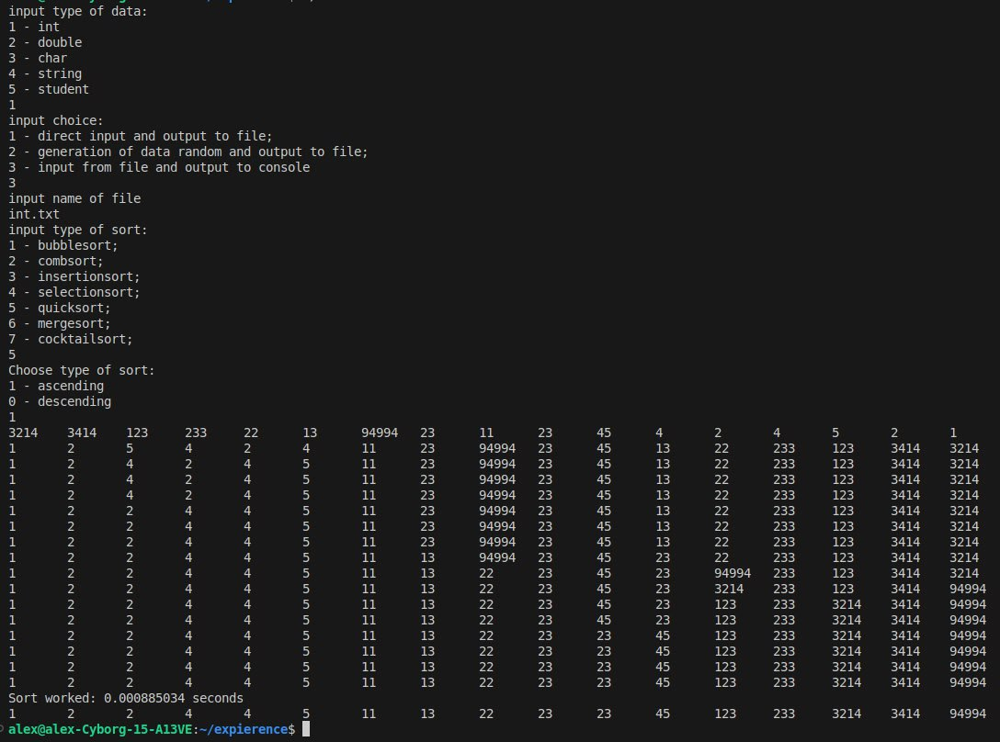 input type of data:
1 - int
2 - double
3 - char
4 - string
5 - student
1
input choice:
1 - direct input and output to file;
2 - generation of data random and output to file;
3 - input from file and output to console
3
input name of file
int.txt
input type of sort:
1 - bubblesort;
2 - combsort;
3 - insertionsort;
4 - selectionsort;
5 - quicksort;
6 - mergesort;
7 - cocktailsort;
5
Choose type of sort:
1 - ascending
0 - descending
1
3214 3414 123 233 22 13 94994 23 11 23 45 4 2 4 5 2 1
1 2 5 4 2 4 11 23 94994 23 45 13 22 233 123 3414 3214
1 2 4 2 4 5 11 23 94994 23 45 13 22 233 123 3414 3214
1 2 4 2 4 5 11 23 94994 23 45 13 22 233 123 3414 3214
1 2 4 2 4 5 11 23 94994 23 45 13 22 233 123 3414 3214
1 2 2 4 4 5 11 23 94994 23 45 13 22 233 123 3414 3214
1 2 2 4 4 5 11 23 94994 23 45 13 22 233 123 3414 3214
1 2 2 4 4 5 11 23 94994 23 45 13 22 233 123 3414 3214
1 2 2 4 4 5 11 13 94994 23 45 23 22 233 123 3414 3214
1 2 2 4 4 5 11 13 22 23 45 23 94994 233 123 3414 3214
1 2 2 4 4 5 11 13 22 23 45 23 3214 233 123 3414 94994
1 2 2 4 4 5 11 13 22 23 45 23 123 233 3214 3414 94994
1 2 2 4 4 5 11 13 22 23 45 23 123 233 3214 3414 94994
1 2 2 4 4 5 11 13 22 23 23 45 123 233 3214 3414 94994
1 2 2 4 4 5 11 13 22 23 23 45 123 233 3214 3414 94994
1 2 2 4 4 5 11 13 22 23 23 45 123 233 3214 3414 94994
1 2 2 4 4 5 11 13 22 23 23 45 123 233 3214 3414 94994
Sort worked: 0.000885034 seconds
1 2 2 4 4 5 11 13 22 23 23 45 123 233 3214 3414 94994
alex@alex-Cyborg-15-A13VE:~/expierence$